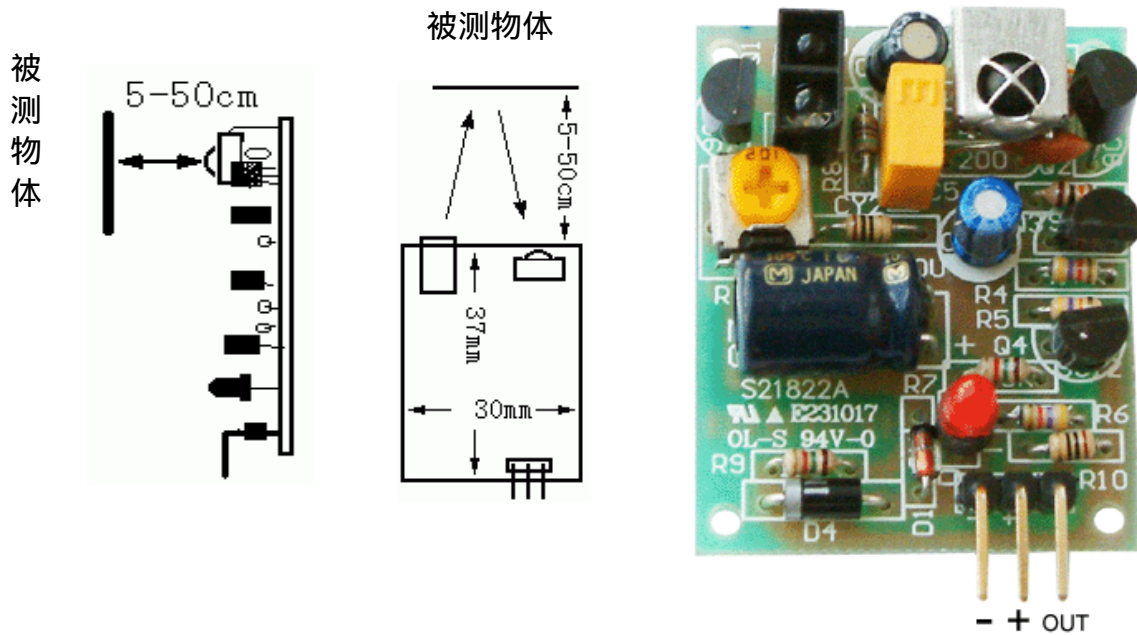 被测物体
被
测
物
体
5-50cm
5-50cm
37mm
30mm
JAPAN
200
R4
R5
Q4
S21822A
R7
E231017
OL-S 94V-0
R6
R9
R10
D1
D4
- + OUT